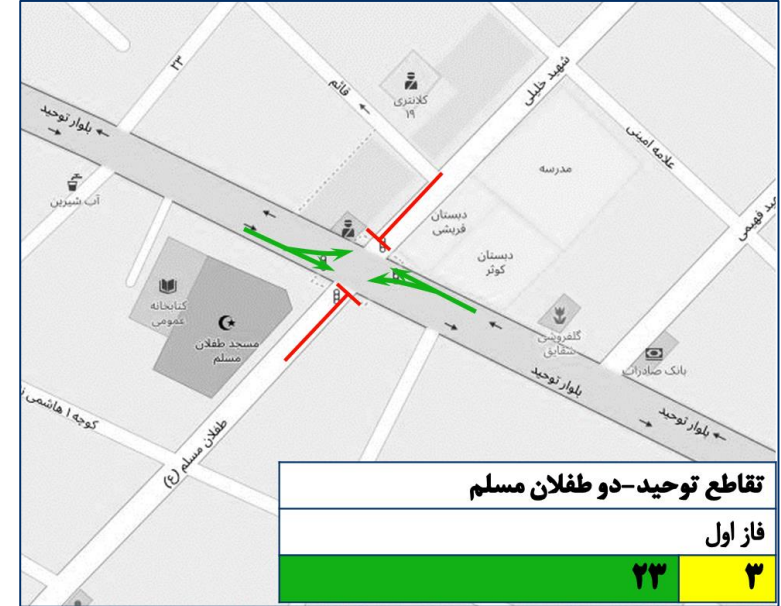 ۲۳
قائم
کلانتری
۱۹
شهید خلیلی
علامه امینی
بلوار توحید
مدرسه
آب شیرین
دبستان
قریشی
دبستان
کوثر
کتابخانه
عمومی
مسجد طفلان
مسلم
گلفروشی
شقایق
بانک صادرات
بلوار توحید
بلوار توحید
کوچه ۱ هاشمی
طفلان مسلم (ع)
تقاطع توحید-دو طفلان مسلم
فاز اول
۳ ۲۳